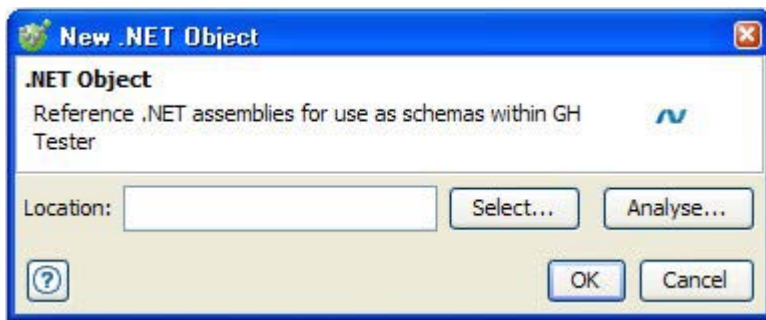 New .NET Object
.NET Object
Reference .NET assemblies for use as schemas within GH
Tester
Location: Select... Analyse...
? OK Cancel